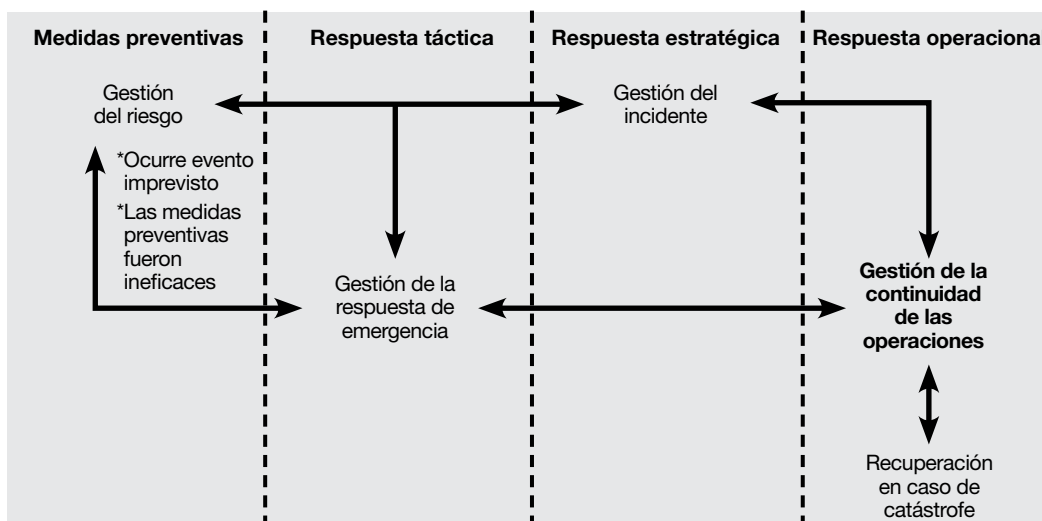 Medidas preventivas
Respuesta táctica
Respuesta estratégica
Respuesta operaciona
Gestión
del riesgo
Gestión del
incidente
*Ocurre evento
imprevisto
*Las medidas
preventivas
fueron
ineficaces
Gestión de la
respuesta de
emergencia
Gestión de la
continuidad
de las
operaciones
Recuperación
en caso de
catástrofe